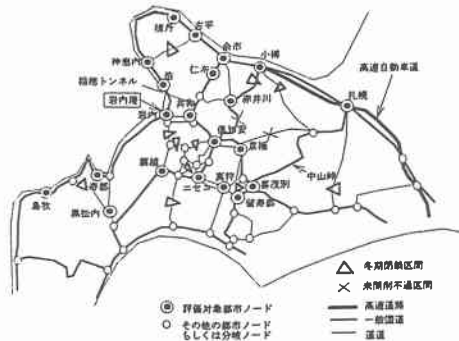 積丹
古平
余市
小樽
神恵内
仁木
高速自動車道
泊
稲穂トンネル
共和
赤井川
札幌
岩内港
岩内
倶知安
京極
蘭越
中山峠
真狩
喜茂別
ニセコ
寿都
留寿都
島牧
黒松内
冬期閉鎖区間
未開削不通区間
評価対象都市ノード
高速道路
その他の都市ノード
もしくは分岐ノード
一般国道
道道